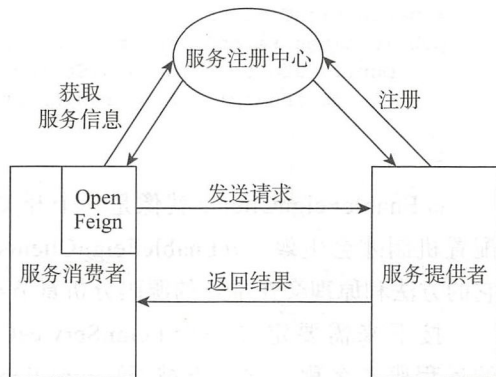 服务注册中心
获取
服务信息
注册
Open
Feign
发送请求
服务消费者
服务提供者
返回结果